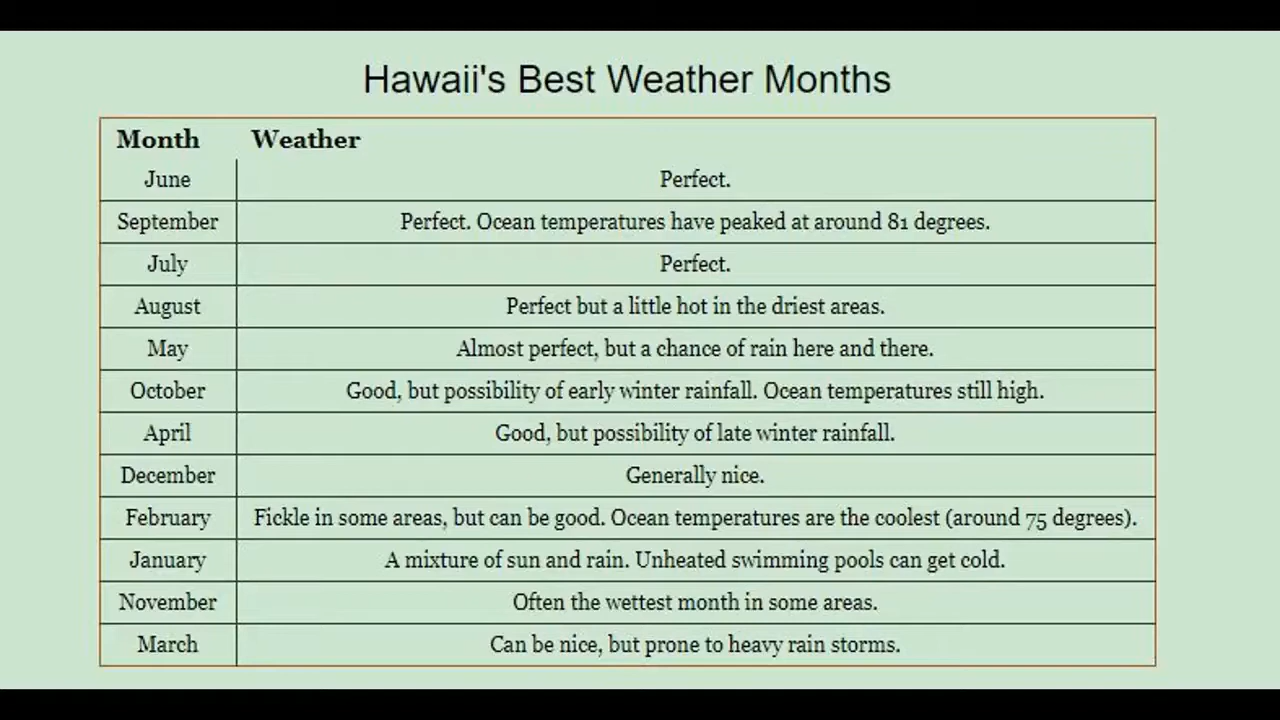 Hawaii's Best Weather Months
Month Weather
June Perfect.
September Perfect. Ocean temperatures have peaked at around 81 degrees.
July Perfect.
August Perfect but a little hot in the driest areas.
May Almost perfect, but a chance of rain here and there.
October Good, but possibility of early winter rainfall. Ocean temperatures still high.
April Good, but possibility of late winter rainfall.
December Generally nice.
February Fickle in some areas, but can be good. Ocean temperatures are the coolest (around 75 degrees).
January A mixture of sun and rain. Unheated swimming pools can get cold.
November Often the wettest month in some areas.
March Can be nice, but prone to heavy rain storms.